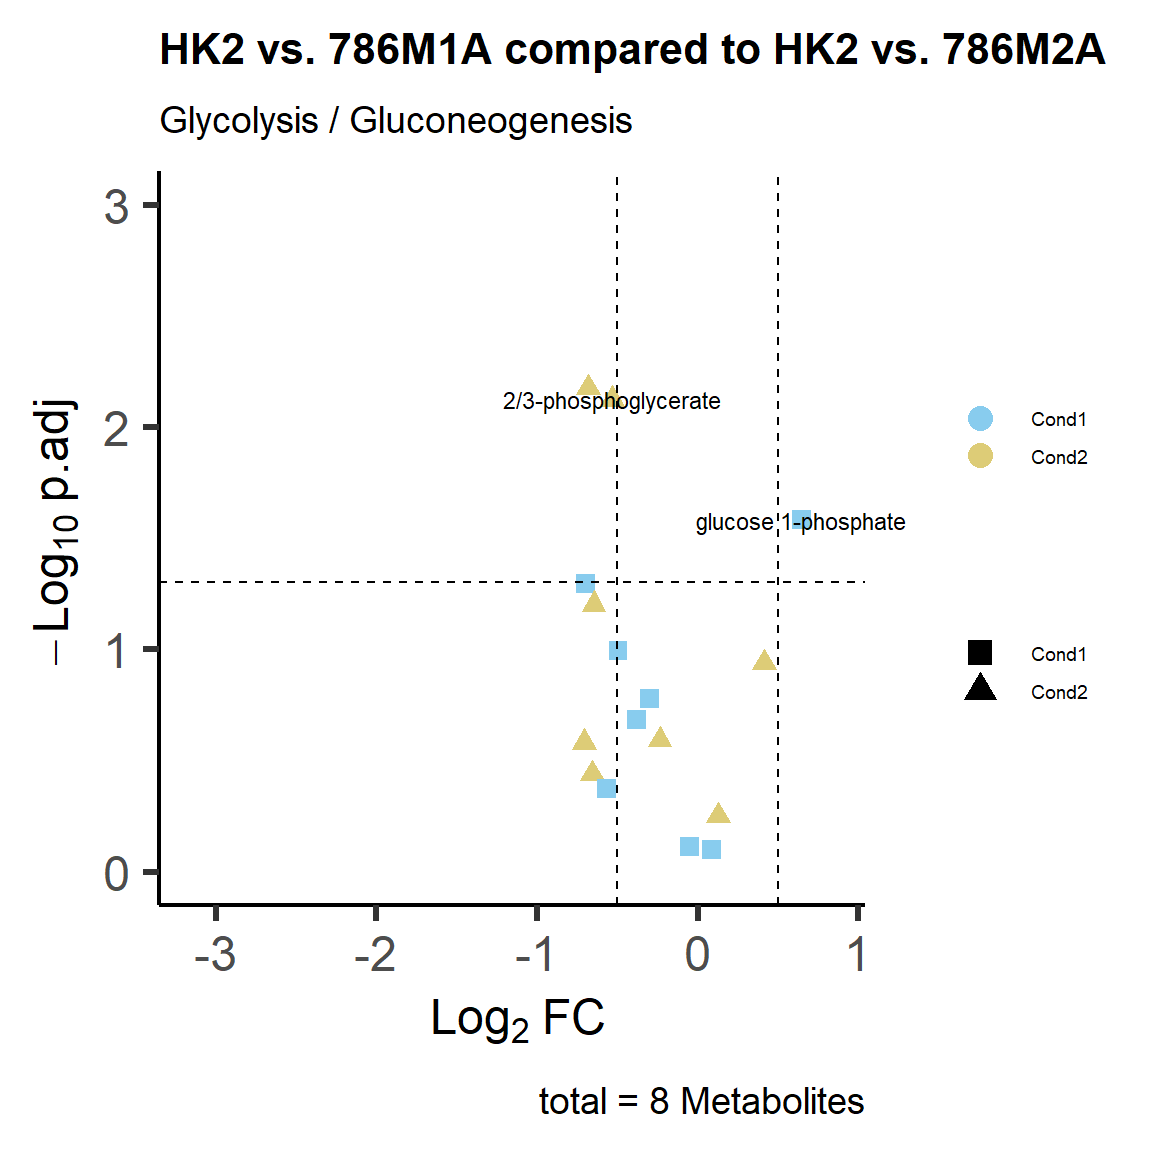 HK2 vs. 786M1A compared to HK2 vs. 786M2A
Glycolysis / Gluconeogenesis
3
2
1
0
−Log10 p.adj
2/3-phosphoglycerate
glucose 1-phosphate
Cond1
Cond2
Cond1
Cond2
-3 -2 -1 0 1
Log2 FC
total = 8 Metabolites